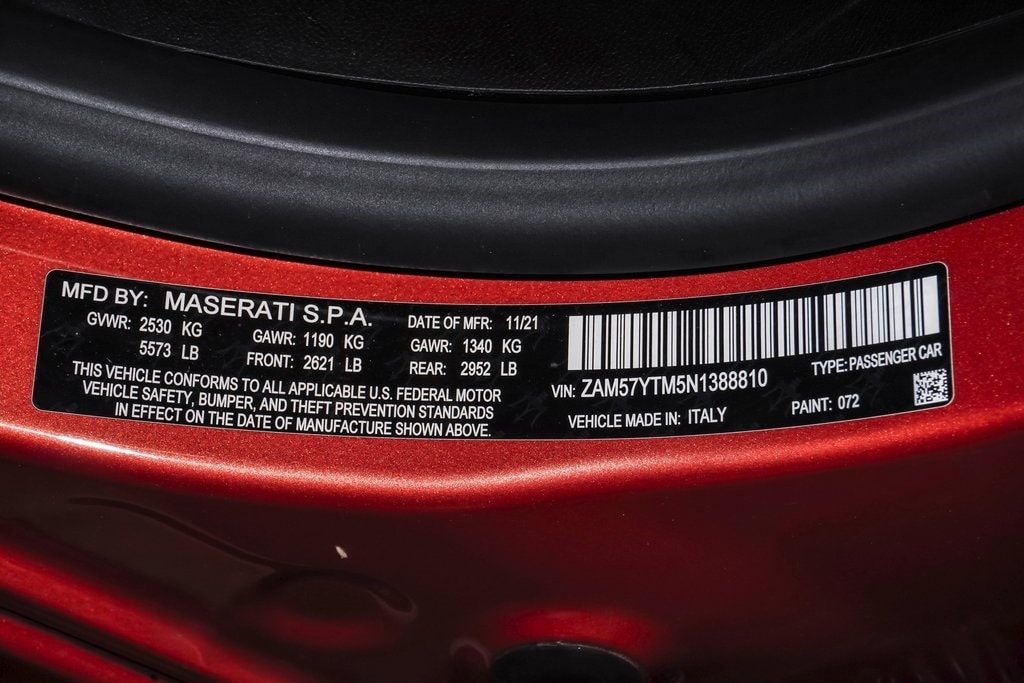 MFD BY: MASERATI S.P.A. DATE OF MFR: 11/21
GVWR: 2530 KG GAWR: 1190 KG GAWR: 1340 KG
5573 LB FRONT: 2621 LB REAR: 2952 LB
THIS VEHICLE CONFORMS TO ALL APPLICABLE U.S. FEDERAL MOTOR
VEHICLE SAFETY, BUMPER, AND THEFT PREVENTION STANDARDS
IN EFFECT ON THE DATE OF MANUFACTURE SHOWN ABOVE.
TYPE: PASSENGER CAR
VIN: ZAM57YTM5N1388810
VEHICLE MADE IN: ITALY PAINT: 072